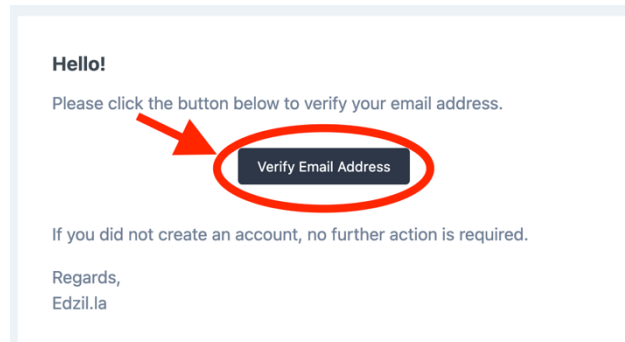 Hello!
Please click the button below to verify your email address.
Verify Email Address
If you did not create an account, no further action is required.
Regards,
Edzil.la